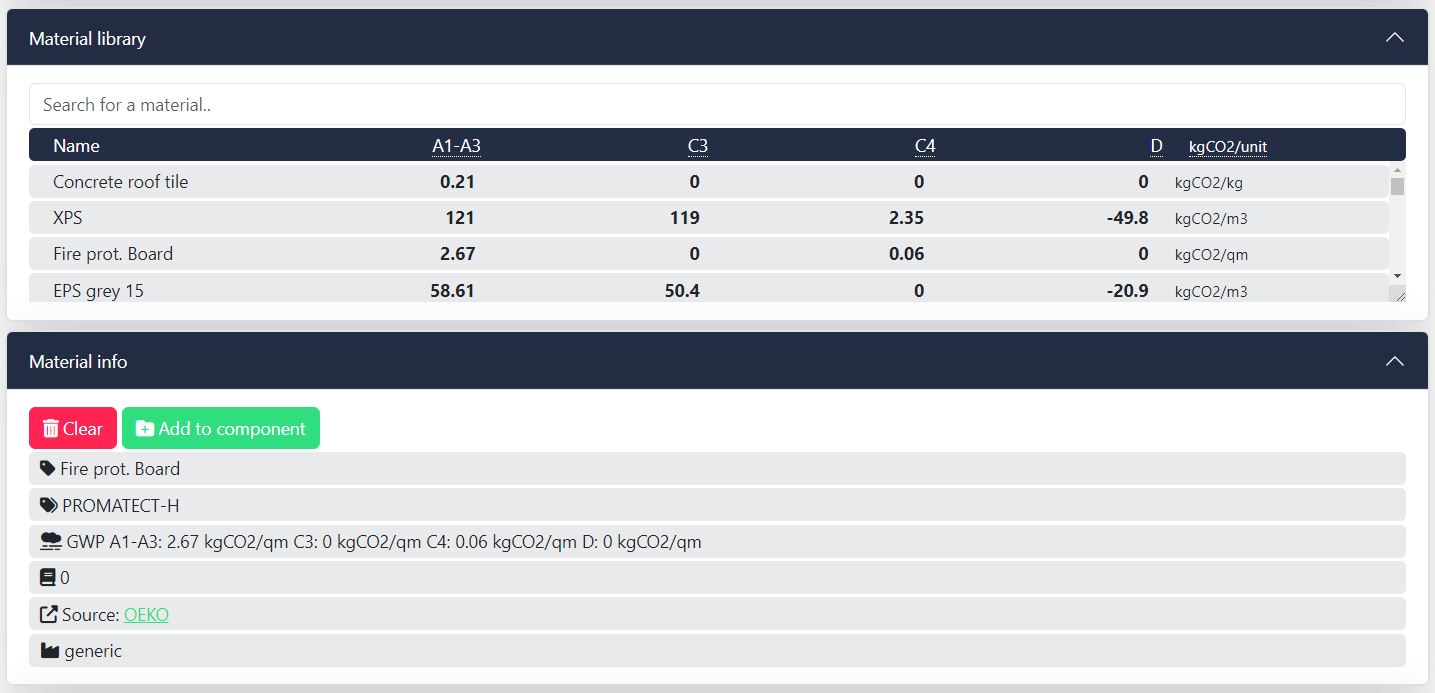 Material library
Search for a material..
Name A1-A3 C3 C4 D kgCO2/unit
Concrete roof tile 0.21 0 0 0 kgCO2/kg
XPS 121 119 2.35 -49.8 kgCO2/m3
Fire prot. Board 2.67 0 0.06 0 kgCO2/qm
EPS grey 15 58.61 50.4 0 -20.9 kgCO2/m3
Material info
Clear Add to component
Fire prot. Board
PROMATECT-H
GWP A1-A3: 2.67 kgCO2/qm C3: 0 kgCO2/qm C4: 0.06 kgCO2/qm D: 0 kgCO2/qm
0
Source: OEKO
generic